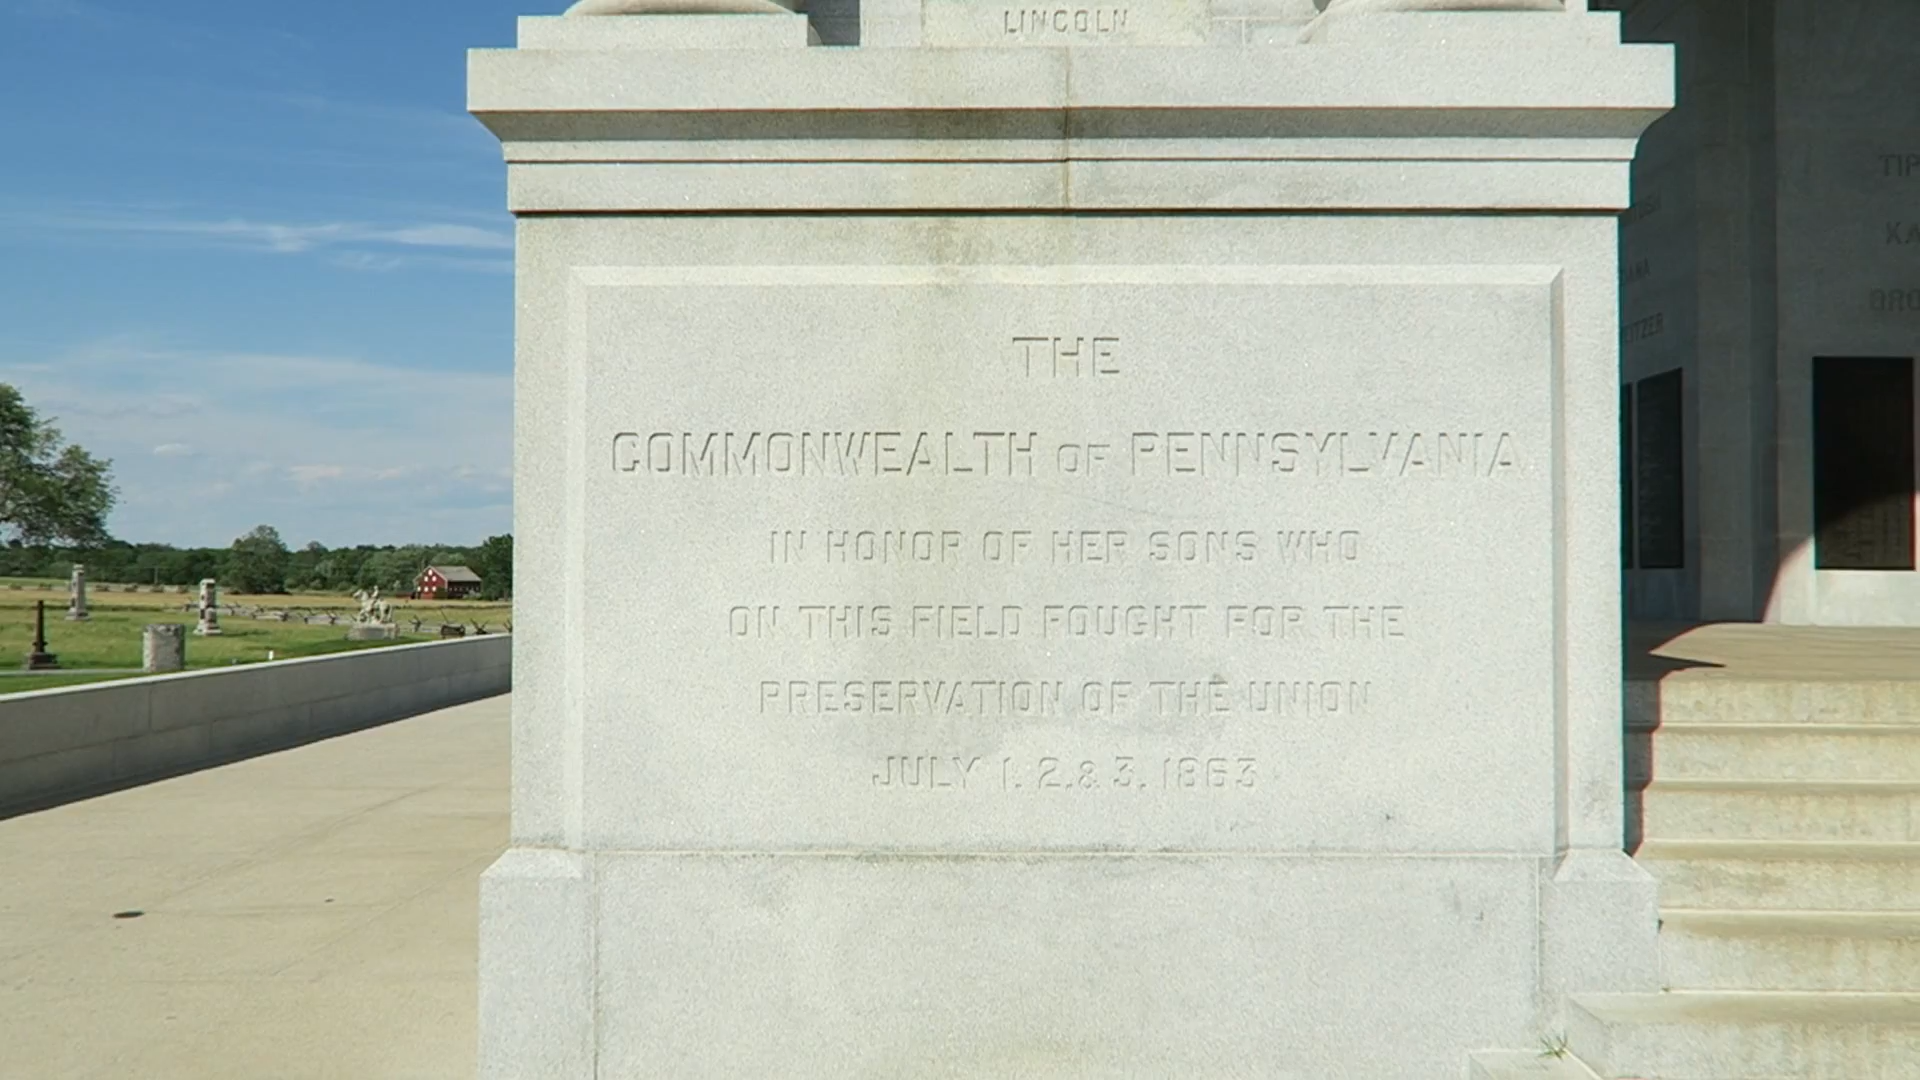 LINCOLN
THE
COMMONWEALTH OF PENNSYLVANIA
IN HONOR OF HER SONS WHO
ON THIS FIELD FOUGHT FOR THE
PRESERVATION OF THE UNION
JULY 1. 2.& 3. 1863